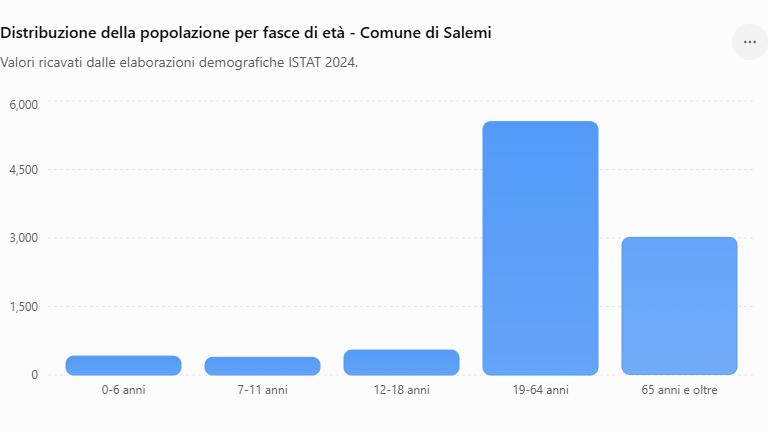 Distribuzione della popolazione per fasce di età - Comune di Salemi
Valori ricavati dalle elaborazioni demografiche ISTAT 2024.
6,000
4,500
3,000
1,500
0
0-6 anni
7-11 anni
12-18 anni
19-64 anni
65 anni e oltre